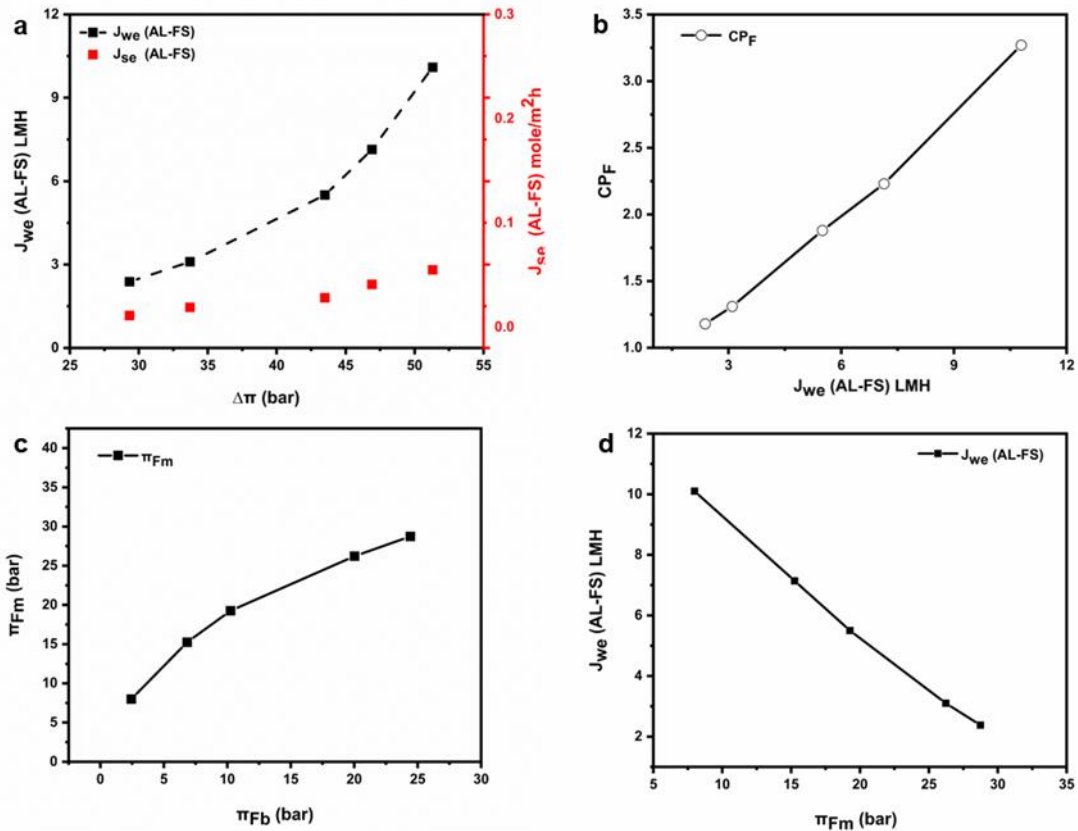 a
J_we (AL-FS)
J_se (AL-FS)
J_we (AL-FS) LMH
12
9
6
3
0
0.3
0.2
0.1
0.0
J_se (AL-FS) mole/m²h
25 30 35 40 45 50 55
Δπ (bar)
b
CP_F
CP_F
3.5
3.0
2.5
2.0
1.5
1.0
3 6 9 12
J_we (AL-FS) LMH
c
π_Fm
π_Fm (bar)
40
35
30
25
20
15
10
5
0
0 5 10 15 20 25 30
π_Fb (bar)
d
J_we (AL-FS)
J_we (AL-FS) LMH
12
10
8
6
4
2
5 10 15 20 25 30 35
π_Fm (bar)